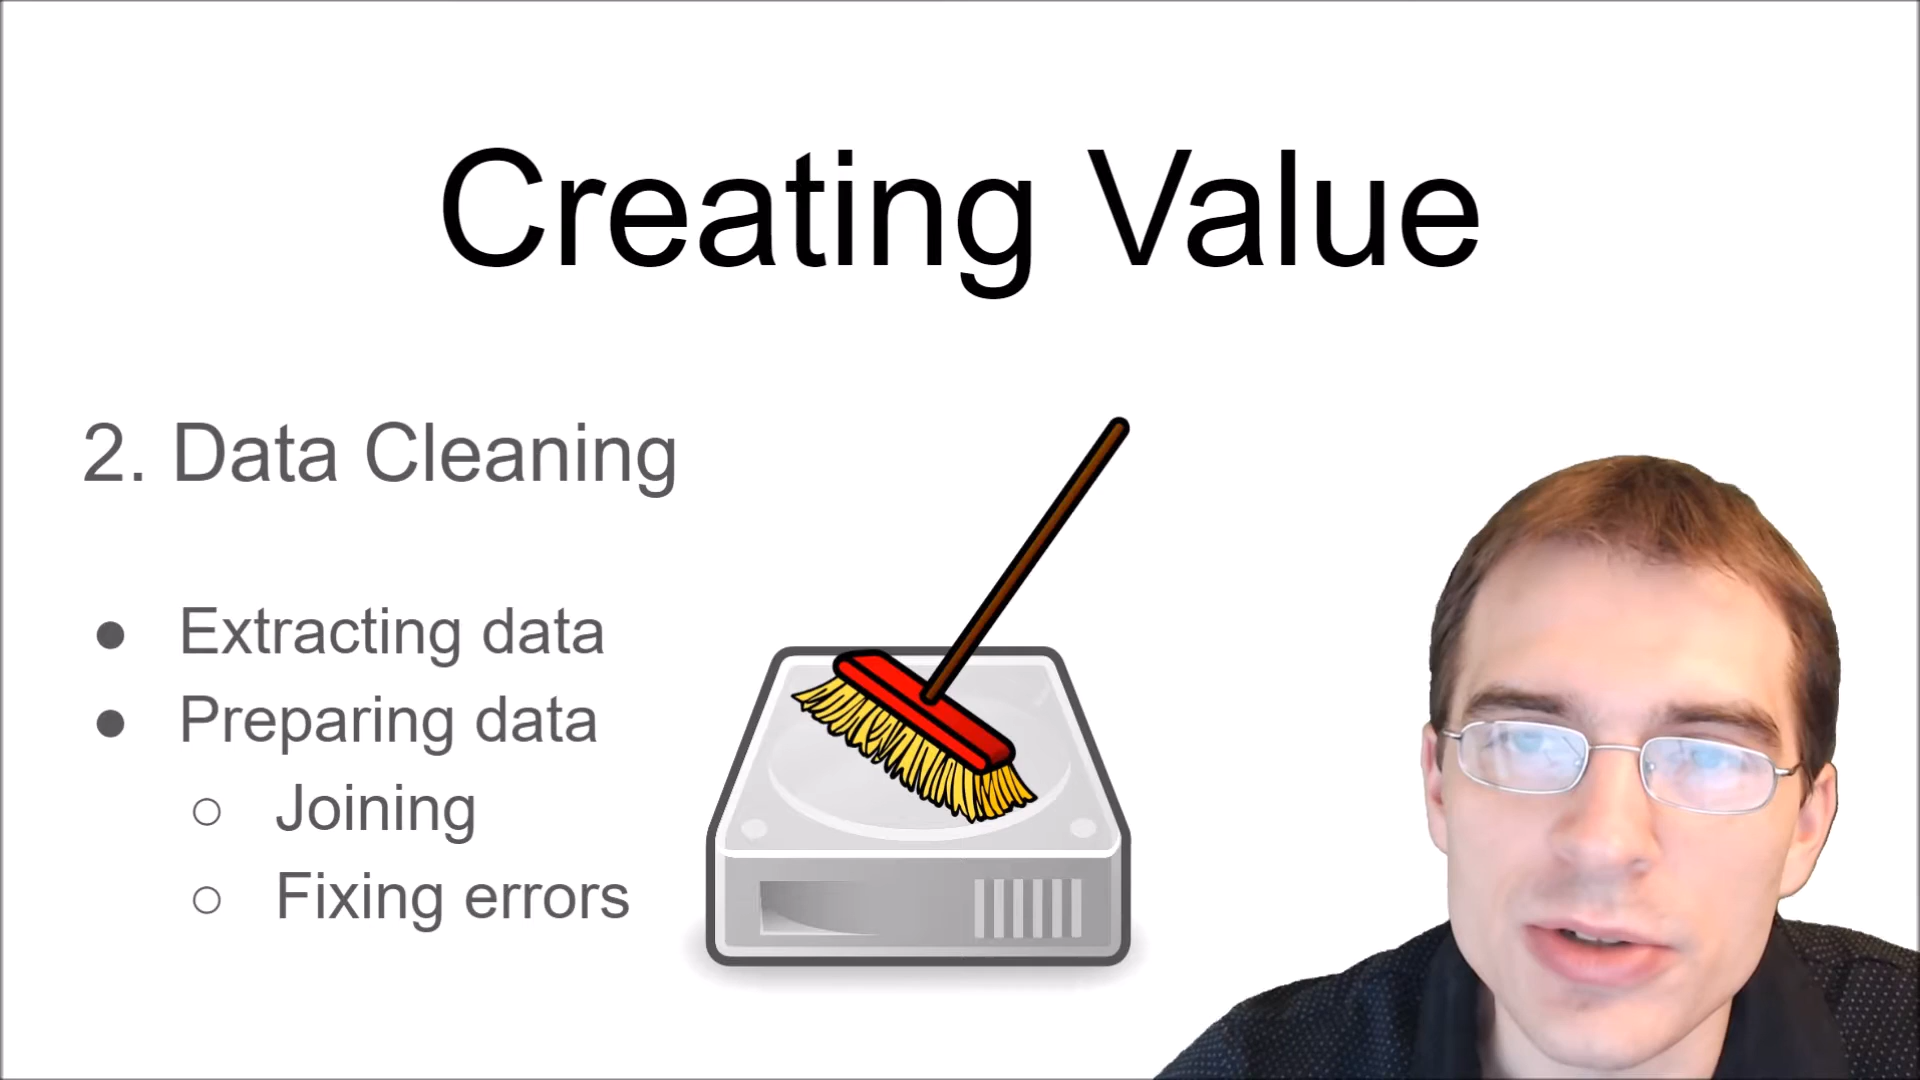 Creating Value
2. Data Cleaning
● Extracting data
● Preparing data
○ Joining
○ Fixing errors